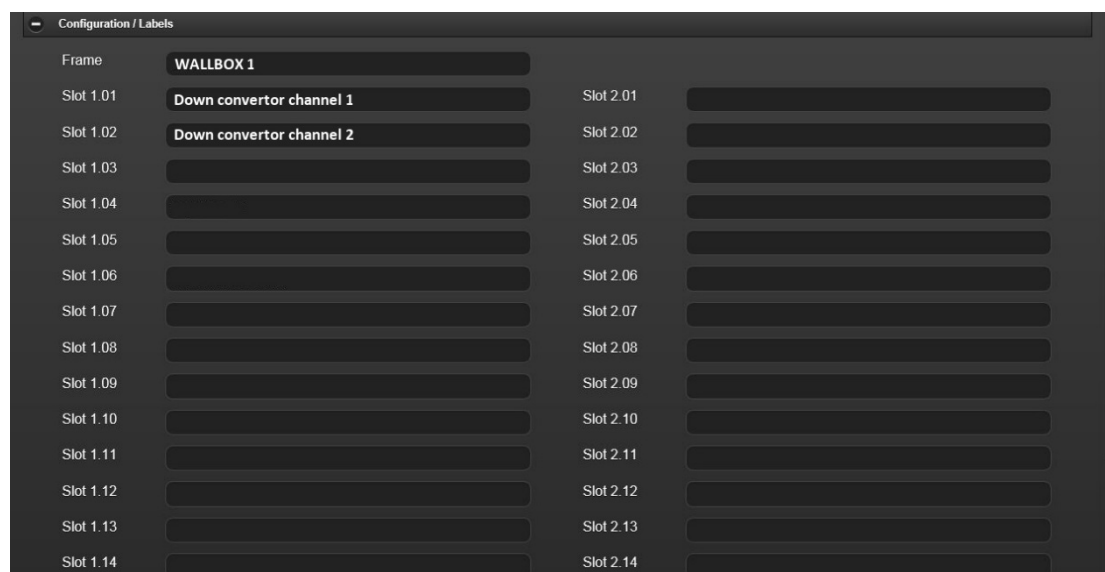 Configuration / Labels
Frame WALLBOX 1
Slot 1.01 Down convertor channel 1 Slot 2.01
Slot 1.02 Down convertor channel 2 Slot 2.02
Slot 1.03 Slot 2.03
Slot 1.04 Slot 2.04
Slot 1.05 Slot 2.05
Slot 1.06 Slot 2.06
Slot 1.07 Slot 2.07
Slot 1.08 Slot 2.08
Slot 1.09 Slot 2.09
Slot 1.10 Slot 2.10
Slot 1.11 Slot 2.11
Slot 1.12 Slot 2.12
Slot 1.13 Slot 2.13
Slot 1.14 Slot 2.14